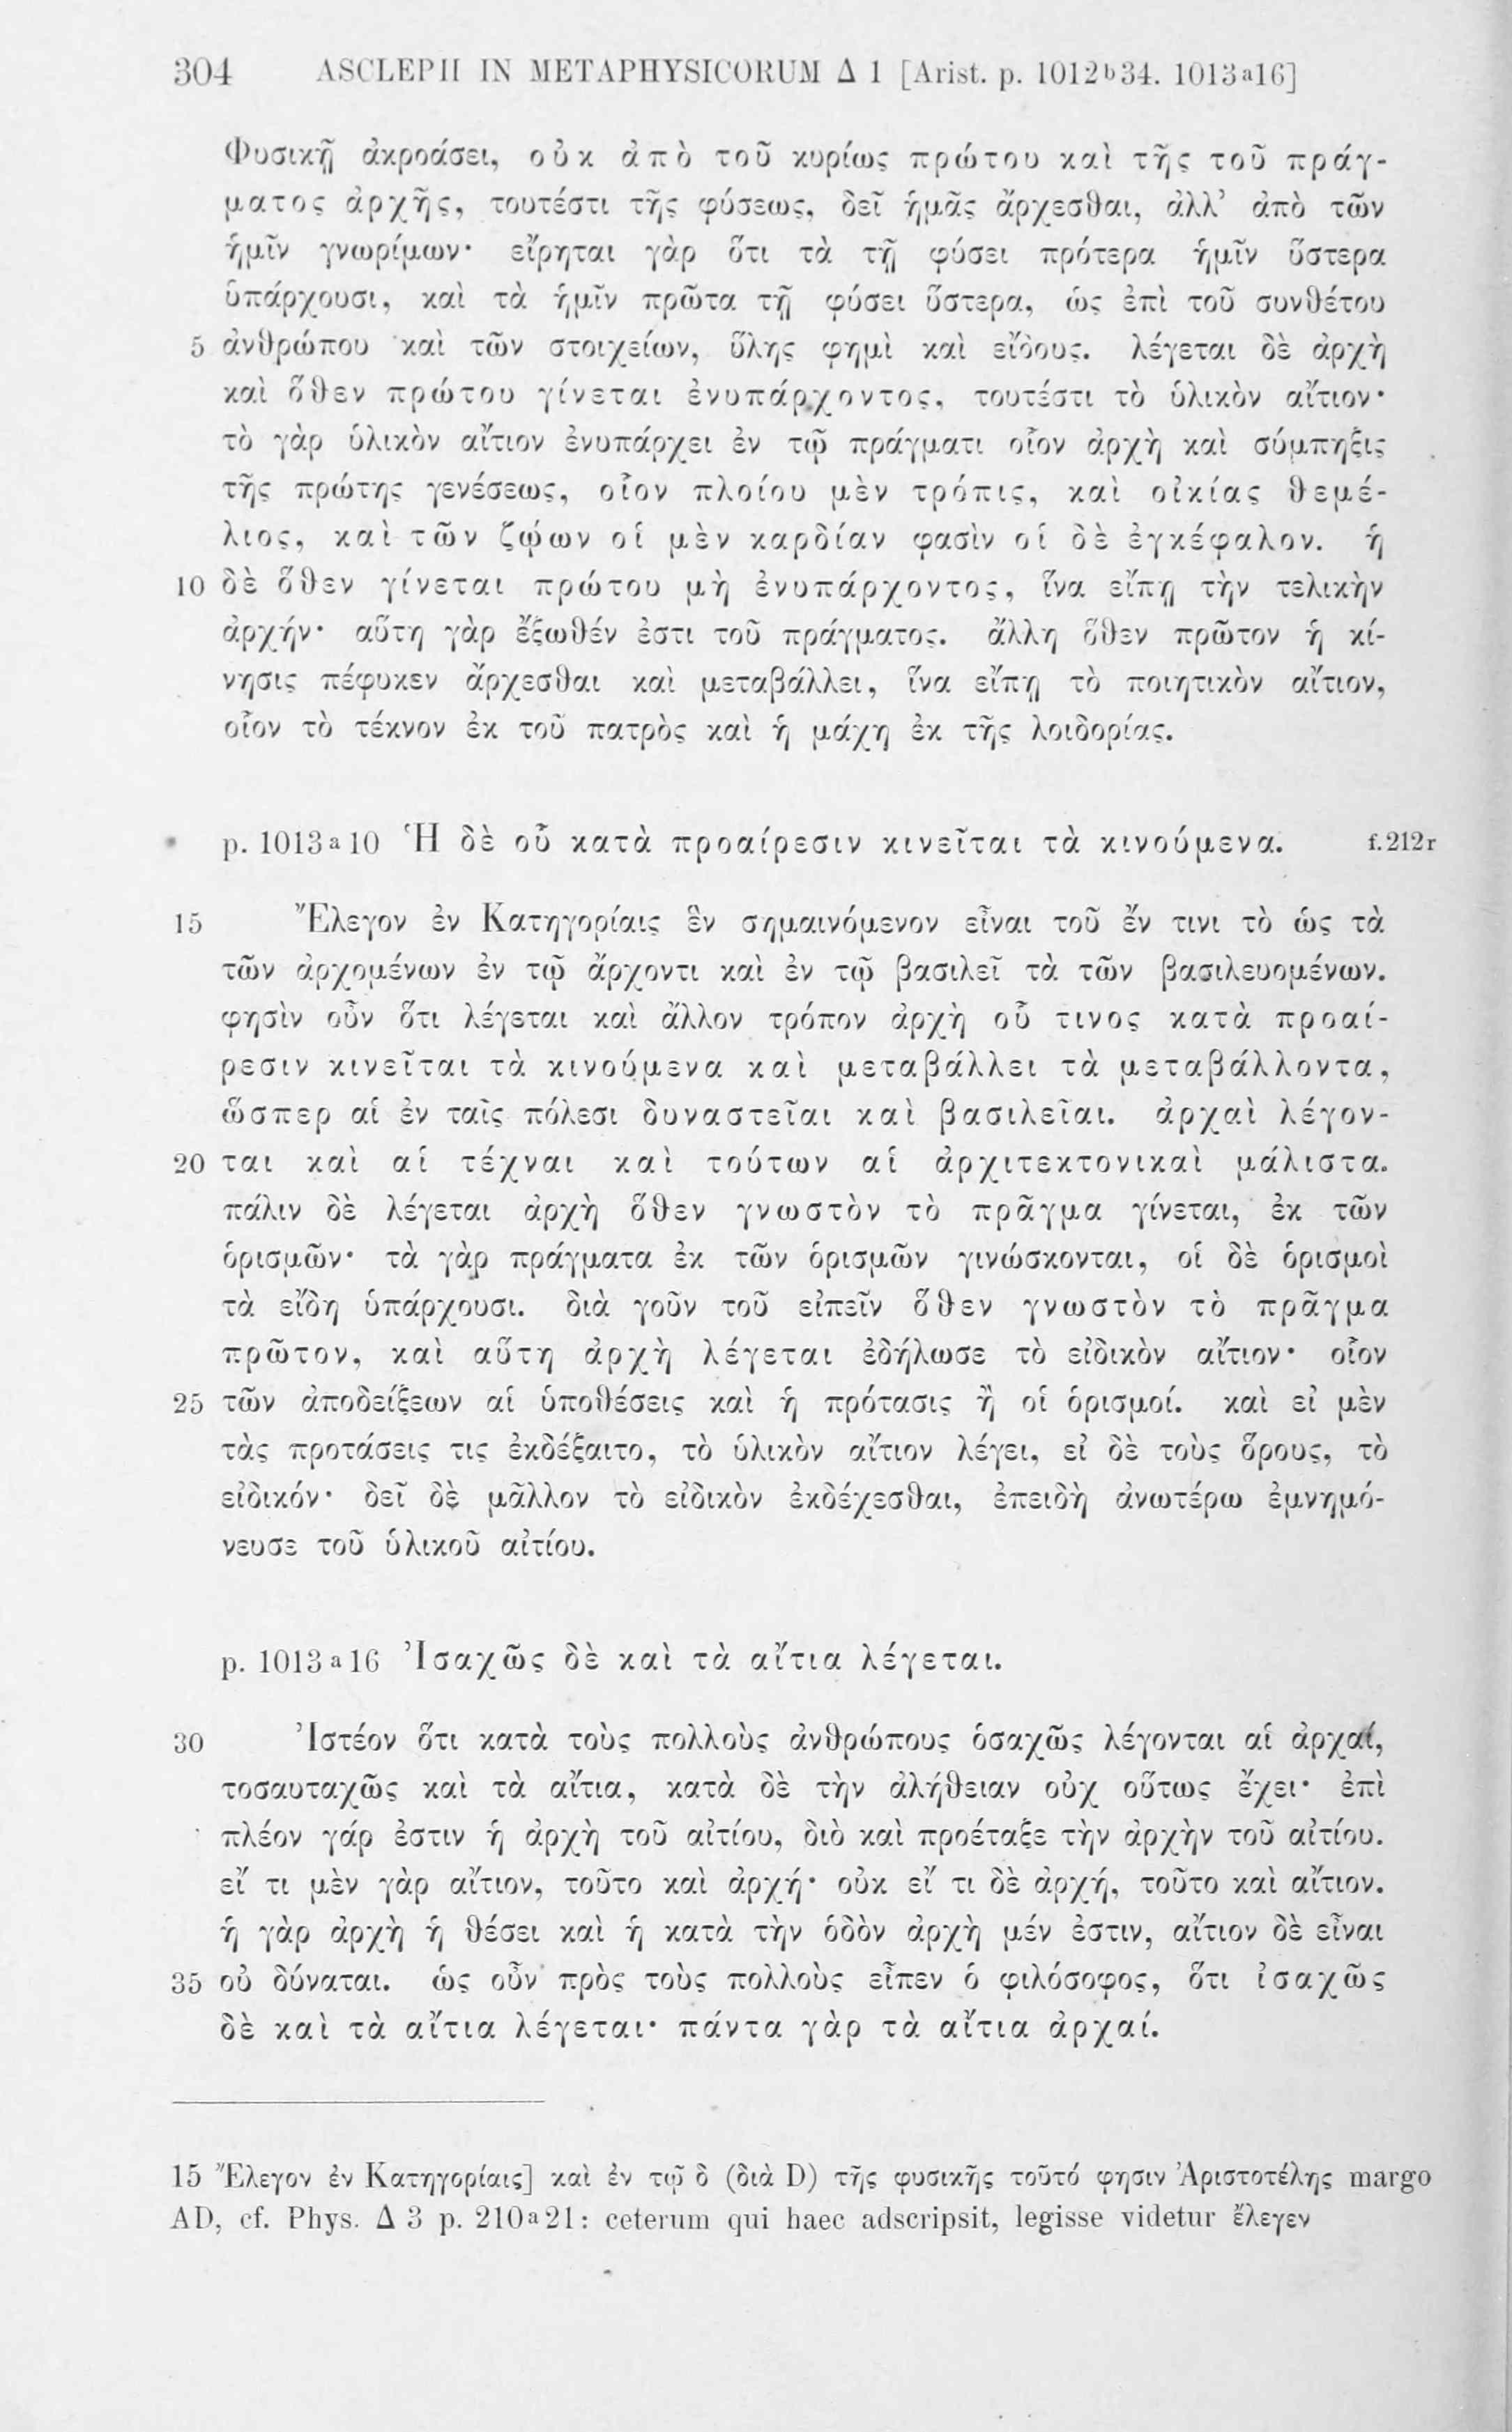 304 ASCLEPII IN METAPHYSICORUM Δ 1 [Arist. p. 1012b34. 1013a16]
Φυσικῇ ἀκροάσει, οὐκ ἀπὸ τοῦ κυρίως πρώτου καὶ τῆς τοῦ πράγ-
ματος ἀρχῆς, τουτέστι τῆς φύσεως, δεῖ ἡμᾶς ἄρχεσθαι, ἀλλ’ ἀπὸ τῶν
ἡμῖν γνωρίμων· εἴρηται γὰρ ὅτι τὰ τῇ φύσει πρότερα ἡμῖν ὕστερα
ὑπάρχουσι, καὶ τὰ ἡμῖν πρῶτα τῇ φύσει ὕστερα, ὡς ἐπὶ τοῦ συνθέτου
5 ἀνθρώπου καὶ τῶν στοιχείων, ὕλης φημὶ καὶ εἴδους. λέγεται δὲ ἀρχὴ
καὶ ὅθεν πρώτου γίνεται ἐνυπάρχοντος, τουτέστι τὸ ὑλικὸν αἴτιον·
τὸ γὰρ ὑλικὸν αἴτιον ἐνυπάρχει ἐν τῷ πράγματι οἷον ἀρχὴ καὶ σύμπηξις
τῆς πρώτης γενέσεως, οἷον πλοίου μὲν τρόπις, καὶ οἰκίας θεμέ-
λιος, καὶ τῶν ζῴων οἱ μὲν καρδίαν φασὶν οἱ δὲ ἐγκέφαλον. ἡ
10 δὲ ὅθεν γίνεται πρώτου μὴ ἐνυπάρχοντος, ἵνα εἴπῃ τὴν τελικὴν
ἀρχήν· αὕτη γὰρ ἔξωθέν ἐστι τοῦ πράγματος. ἄλλη ὅθεν πρῶτον ἡ κί-
νησις πέφυκεν ἄρχεσθαι καὶ μεταβάλλει, ἵνα εἴπῃ τὸ ποιητικὸν αἴτιον,
οἷον τὸ τέκνον ἐκ τοῦ πατρὸς καὶ ἡ μάχη ἐκ τῆς λοιδορίας.
p. 1013a10 Ἡ δὲ οὗ κατὰ προαίρεσιν κινεῖται τὰ κινούμενα. f.212r
15 Ἔλεγον ἐν Κατηγορίαις ἓν σημαινόμενον εἶναι τοῦ ἔν τινι τὸ ὡς τὰ
τῶν ἀρχομένων ἐν τῷ ἄρχοντι καὶ ἐν τῷ βασιλεῖ τὰ τῶν βασιλευομένων.
φησὶν οὖν ὅτι λέγεται καὶ ἄλλον τρόπον ἀρχὴ οὗ τινος κατὰ προαί-
ρεσιν κινεῖται τὰ κινούμενα καὶ μεταβάλλει τὰ μεταβάλλοντα,
ὥσπερ αἱ ἐν ταῖς πόλεσι δυναστεῖαι καὶ βασιλεῖαι. ἀρχαὶ λέγον-
20 ται καὶ αἱ τέχναι καὶ τούτων αἱ ἀρχιτεκτονικαὶ μάλιστα.
πάλιν δὲ λέγεται ἀρχὴ ὅθεν γνωστὸν τὸ πρᾶγμα γίνεται, ἐκ τῶν
ὁρισμῶν· τὰ γὰρ πράγματα ἐκ τῶν ὁρισμῶν γινώσκονται, οἱ δὲ ὁρισμοὶ
τὰ εἴδη ὑπάρχουσι. διὰ γοῦν τοῦ εἰπεῖν ὅθεν γνωστὸν τὸ πρᾶγμα
πρῶτον, καὶ αὕτη ἀρχὴ λέγεται ἐδήλωσε τὸ εἰδικὸν αἴτιον· οἷον
25 τῶν ἀποδείξεων αἱ ὑποθέσεις καὶ ἡ πρότασις ἢ οἱ ὁρισμοί. καὶ εἰ μὲν
τὰς προτάσεις τις ἐκδέξαιτο, τὸ ὑλικὸν αἴτιον λέγει, εἰ δὲ τοὺς ὅρους, τὸ
εἰδικόν· δεῖ δὲ μᾶλλον τὸ εἰδικὸν ἐκδέχεσθαι, ἐπειδὴ ἀνωτέρω ἐμνημό-
νευσε τοῦ ὑλικοῦ αἰτίου.
p. 1013a16 Ἰσαχῶς δὲ καὶ τὰ αἴτια λέγεται.
30 Ἰστέον ὅτι κατὰ τοὺς πολλοὺς ἀνθρώπους ὁσαχῶς λέγονται αἱ ἀρχαί,
τοσαυταχῶς καὶ τὰ αἴτια, κατὰ δὲ τὴν ἀλήθειαν οὐχ οὕτως ἔχει· ἐπὶ
πλέον γάρ ἐστιν ἡ ἀρχὴ τοῦ αἰτίου, διὸ καὶ προέταξε τὴν ἀρχὴν τοῦ αἰτίου.
εἴ τι μὲν γὰρ αἴτιον, τοῦτο καὶ ἀρχή· οὐκ εἴ τι δὲ ἀρχή, τοῦτο καὶ αἴτιον.
ἡ γὰρ ἀρχὴ ἡ θέσει καὶ ἡ κατὰ τὴν ὁδὸν ἀρχὴ μέν ἐστιν, αἴτιον δὲ εἶναι
35 οὐ δύναται. ὡς οὖν πρὸς τοὺς πολλοὺς εἶπεν ὁ φιλόσοφος, ὅτι ἰσαχῶς
δὲ καὶ τὰ αἴτια λέγεται· πάντα γὰρ τὰ αἴτια ἀρχαί.
15 Ἔλεγον ἐν Κατηγορίαις] καὶ ἐν τῷ δ (διὰ D) τῆς φυσικῆς τοῦτό φησιν Ἀριστοτέλης margo
AD, cf. Phys. Δ 3 p. 210a21: ceterum qui haec adscripsit, legisse videtur ἔλεγεν